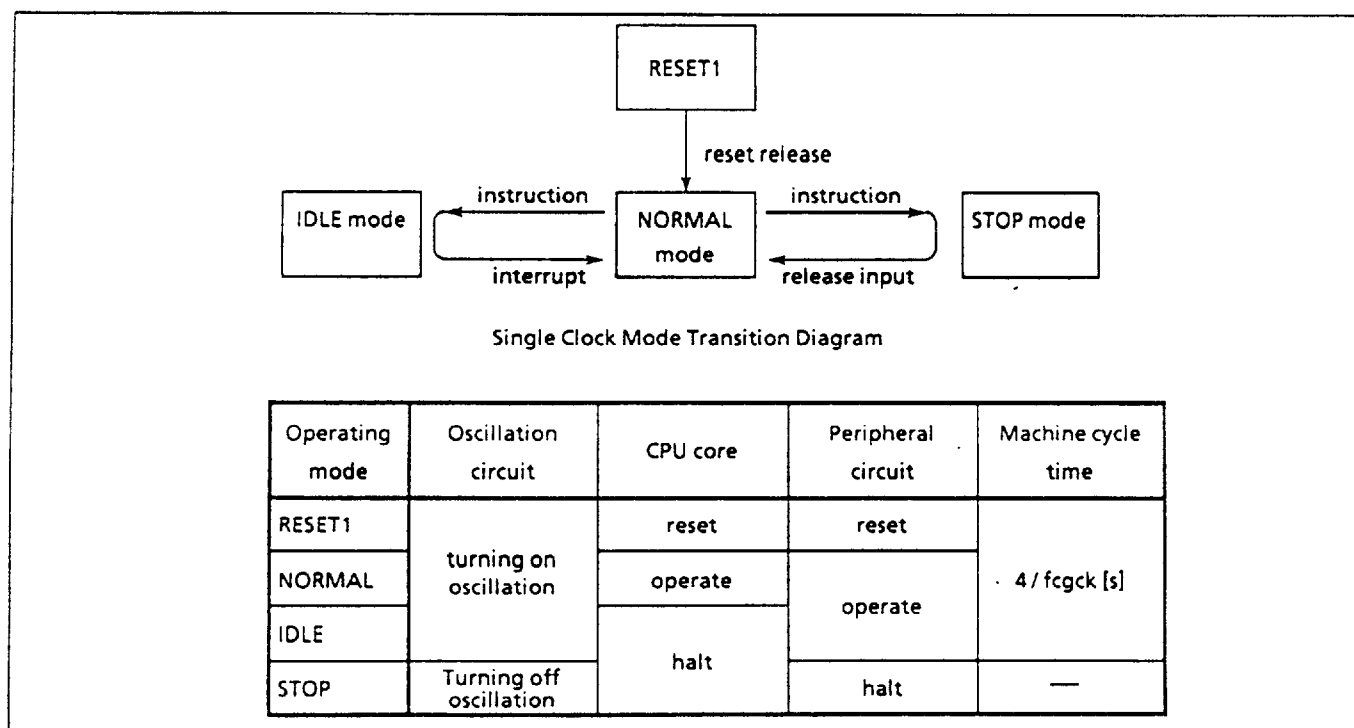 RESET1
reset release
instruction
instruction
IDLE mode
NORMAL
mode
STOP mode
interrupt
release input
Single Clock Mode Transition Diagram
Operating
mode
Oscillation
circuit
CPU core
Peripheral
circuit
Machine cycle
time
RESET1
turning on
oscillation
reset
reset
4 / fcgck [s]
NORMAL
operate
operate
IDLE
halt
STOP
Turning off
oscillation
halt
—